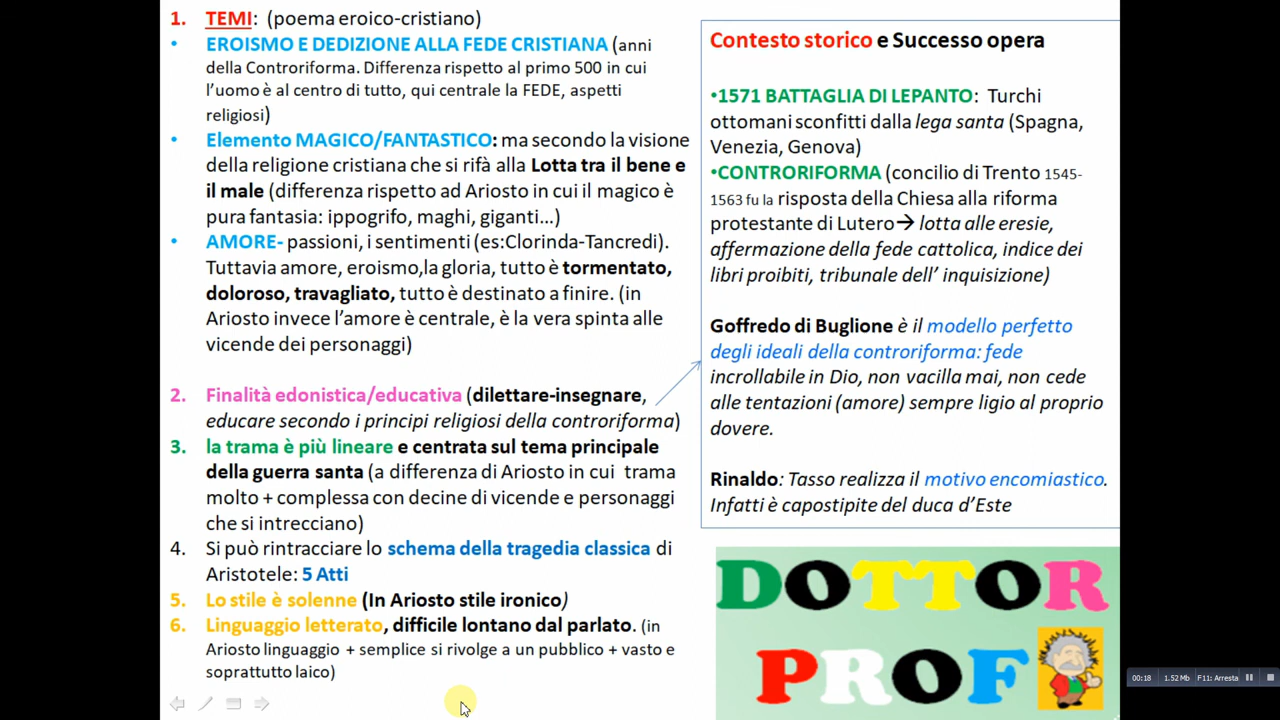 1. TEMI: (poema eroico-cristiano)
• EROISMO E DEDIZIONE ALLA FEDE CRISTIANA (anni
della Controriforma. Differenza rispetto al primo 500 in cui
l'uomo è al centro di tutto, qui centrale la FEDE, aspetti
religiosi)
• Elemento MAGICO/FANTASTICO: ma secondo la visione
della religione cristiana che si rifà alla Lotta tra il bene e
il male (differenza rispetto ad Ariosto in cui il magico è
pura fantasia: ippogrifo, maghi, giganti...)
• AMORE- passioni, i sentimenti (es:Clorinda-Tancredi).
Tuttavia amore, eroismo,la gloria, tutto è tormentato,
doloroso, travagliato, tutto è destinato a finire. (in
Ariosto invece l'amore è centrale, è la vera spinta alle
vicende dei personaggi)
2. Finalità edonistica/educativa (dilettare-insegnare,
educare secondo i principi religiosi della controriforma)
3. la trama è più lineare e centrata sul tema principale
della guerra santa (a differenza di Ariosto in cui trama
molto + complessa con decine di vicende e personaggi
che si intrecciano)
4. Si può rintracciare lo schema della tragedia classica di
Aristotele: 5 Atti
5. Lo stile è solenne (In Ariosto stile ironico)
6. Linguaggio letterato, difficile lontano dal parlato. (in
Ariosto linguaggio + semplice si rivolge a un pubblico + vasto e
soprattutto laico)
Contesto storico e Successo opera
•1571 BATTAGLIA DI LEPANTO: Turchi
ottomani sconfitti dalla lega santa (Spagna,
Venezia, Genova)
•CONTRORIFORMA (concilio di Trento 1545-
1563 fu la risposta della Chiesa alla riforma
protestante di Lutero→ lotta alle eresie,
affermazione della fede cattolica, indice dei
libri proibiti, tribunale dell' inquisizione)
Goffredo di Buglione è il modello perfetto
degli ideali della controriforma: fede
incrollabile in Dio, non vacilla mai, non cede
alle tentazioni (amore) sempre ligio al proprio
dovere.
Rinaldo: Tasso realizza il motivo encomiastico.
Infatti è capostipite del duca d'Este
DOTTOR
PROF
00:18 1.52 Mb F11: Arresta